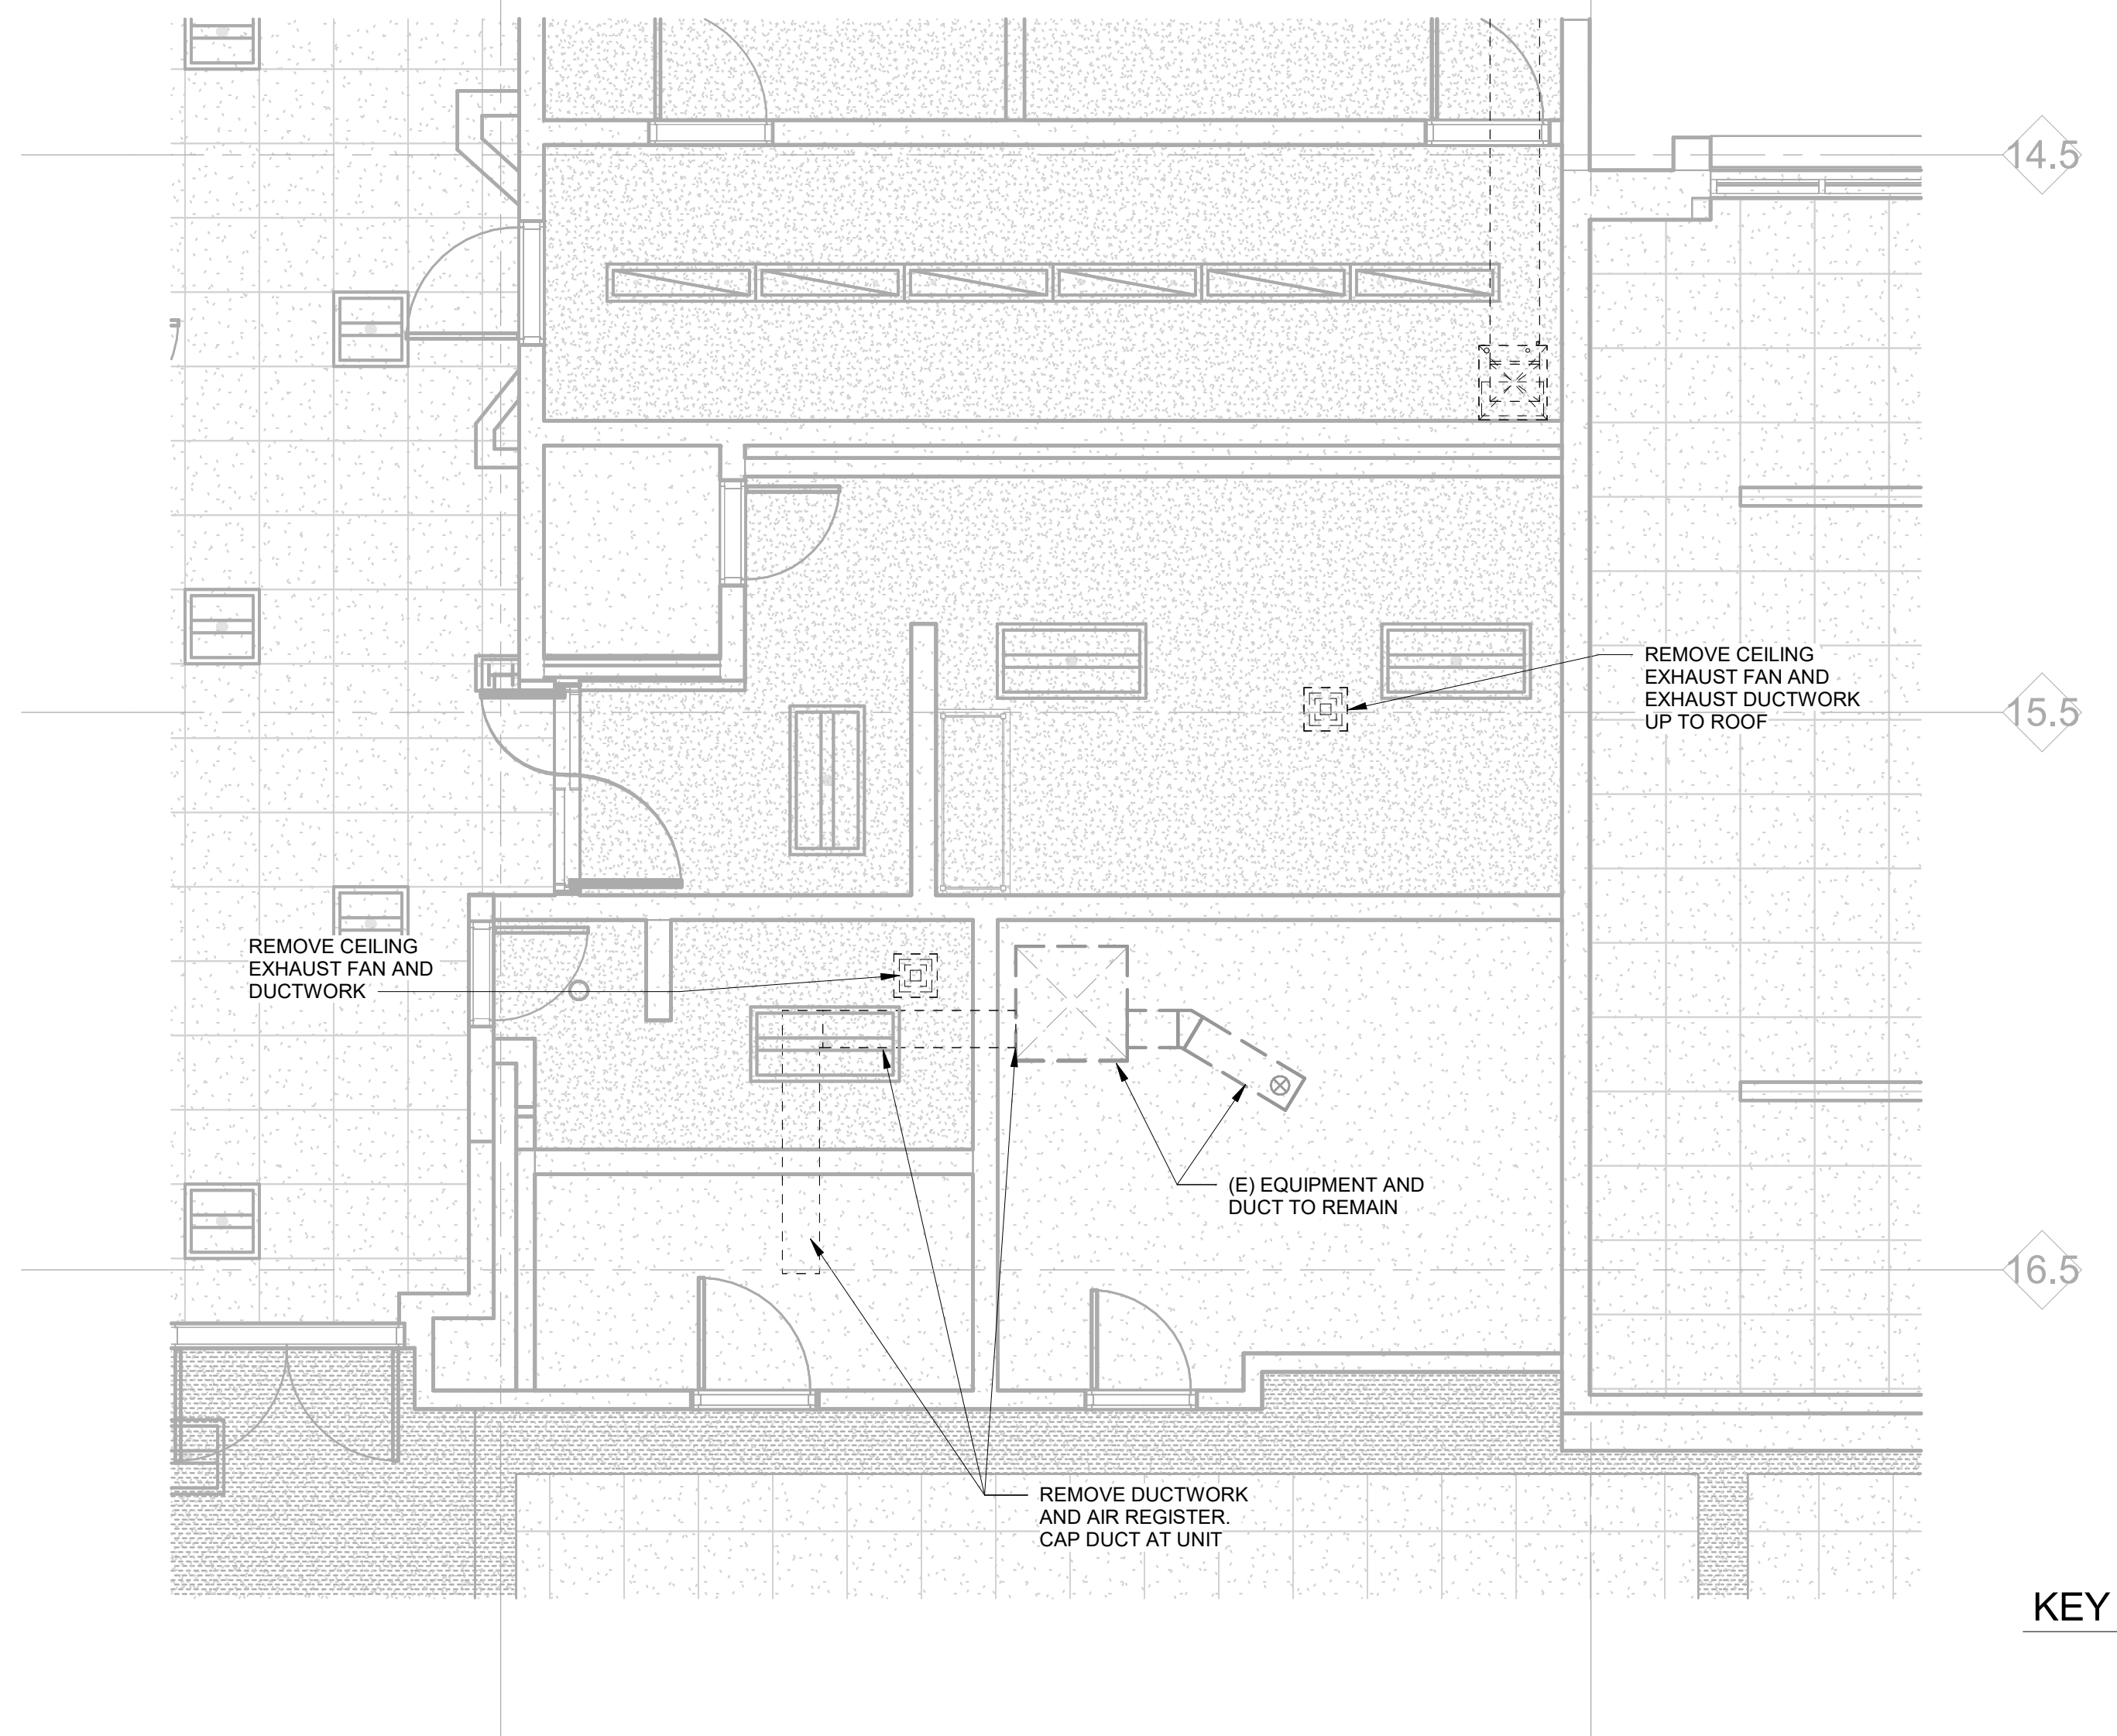 14.5
REMOVE CEILING
EXHAUST FAN AND
EXHAUST DUCTWORK
UP TO ROOF
15.5
REMOVE CEILING
EXHAUST FAN AND
DUCTWORK
(E) EQUIPMENT AND
DUCT TO REMAIN
16.5
REMOVE DUCTWORK
AND AIR REGISTER.
CAP DUCT AT UNIT
KEY